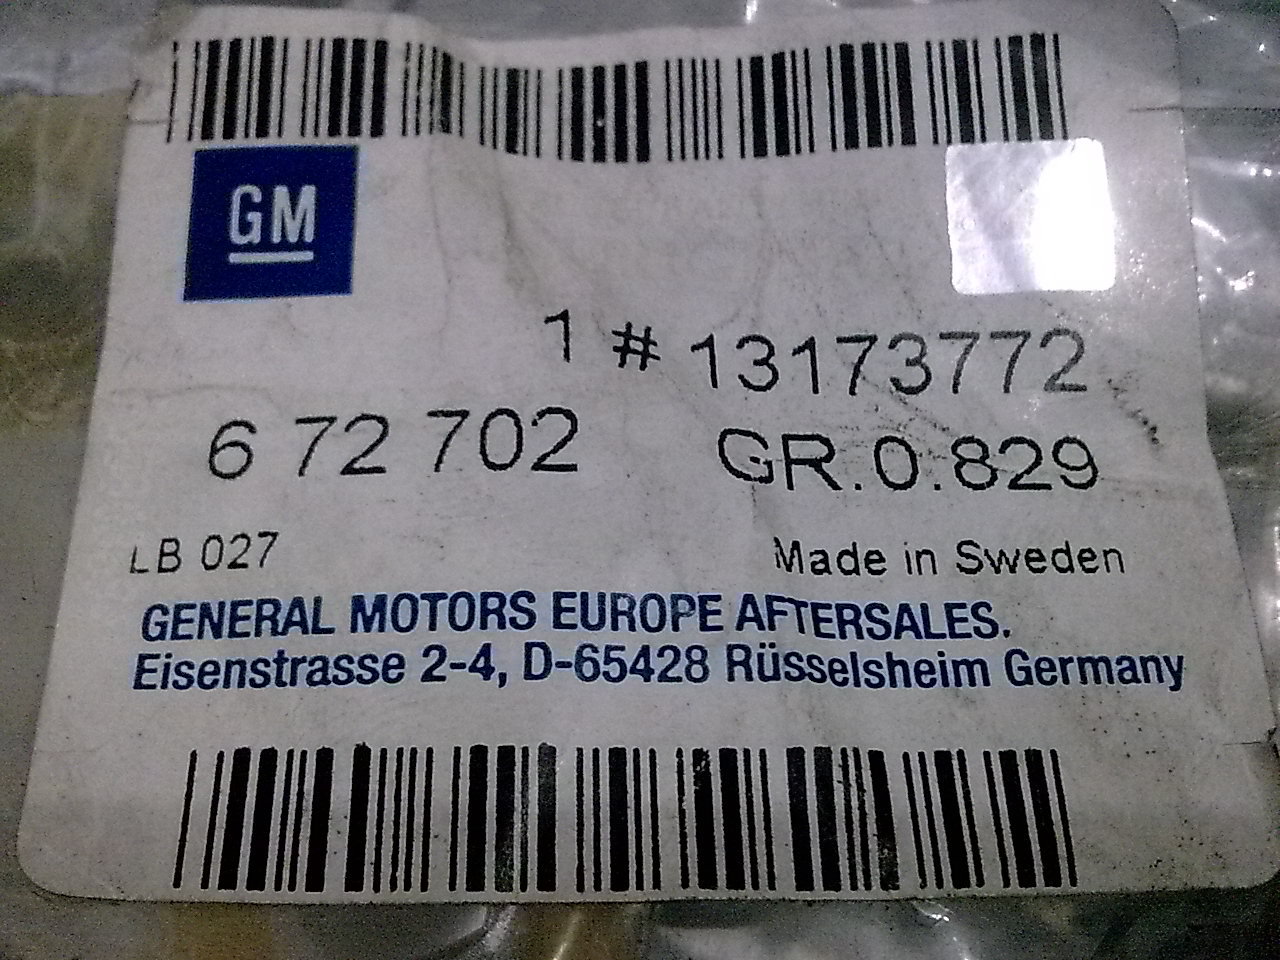 GM
1 # 13173772
6 72 702 GR.0.829
LB 027 Made in Sweden
GENERAL MOTORS EUROPE AFTERSALES.
Eisenstrasse 2-4, D-65428 Rüsselsheim Germany